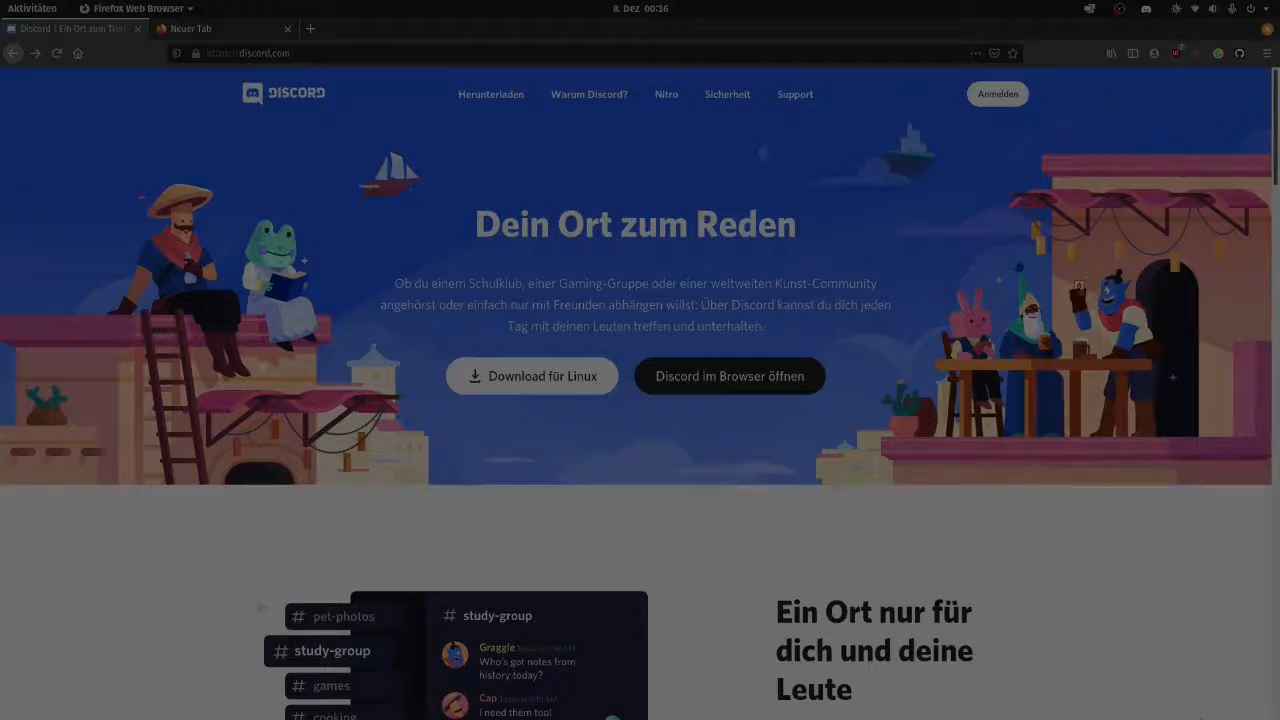 Aktivitäten
Firefox Web Browser
8. Dez 00:16
Discord | Ein Ort zum Treff
Neuer Tab
https://discord.com
DISCORD
Herunterladen
Warum Discord?
Nitro
Sicherheit
Support
Anmelden
Dein Ort zum Reden
Ob du einem Schulklub, einer Gaming-Gruppe oder einer weltweiten Kunst-Community
angehörst oder einfach nur mit Freunden abhängen willst: Über Discord kannst du dich jeden
Tag mit deinen Leuten treffen und unterhalten.
Download für Linux
Discord im Browser öffnen
# pet-photos
# study-group
# games
# cooking
# study-group
Graggle
Who's got notes from
history today?
Cap
I need them too!
Ein Ort nur für
dich und deine
Leute